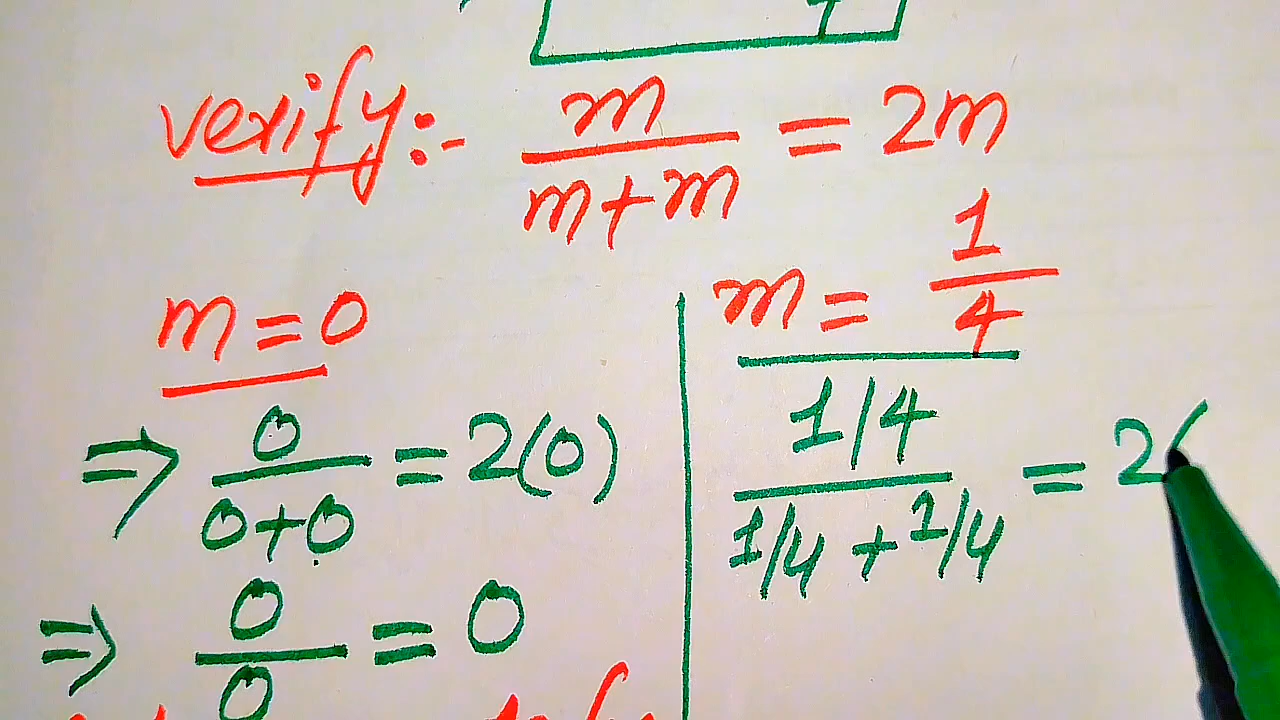 verify:- m/(m+m) = 2m
m = 0
⇒ 0/(0+0) = 2(0)
⇒ 0/0 = 0
m = 1/4
(1/4)/(1/4 + 1/4) = 2(